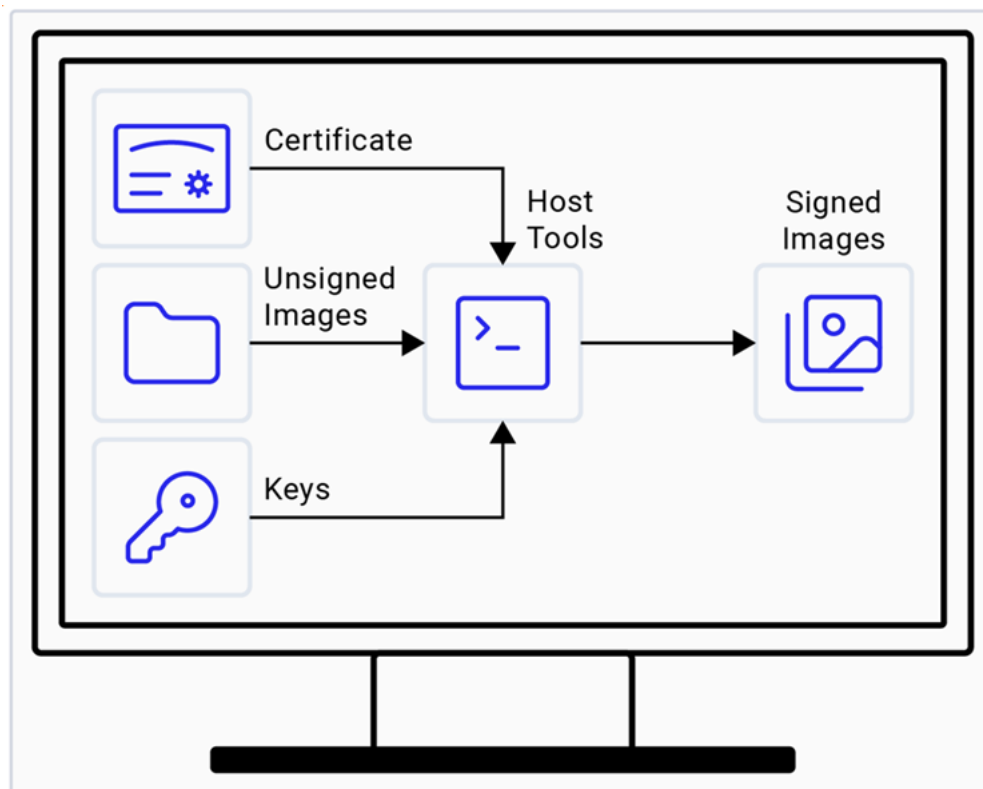 Certificate
Host
Tools
Signed
Images
Unsigned
Images
Keys